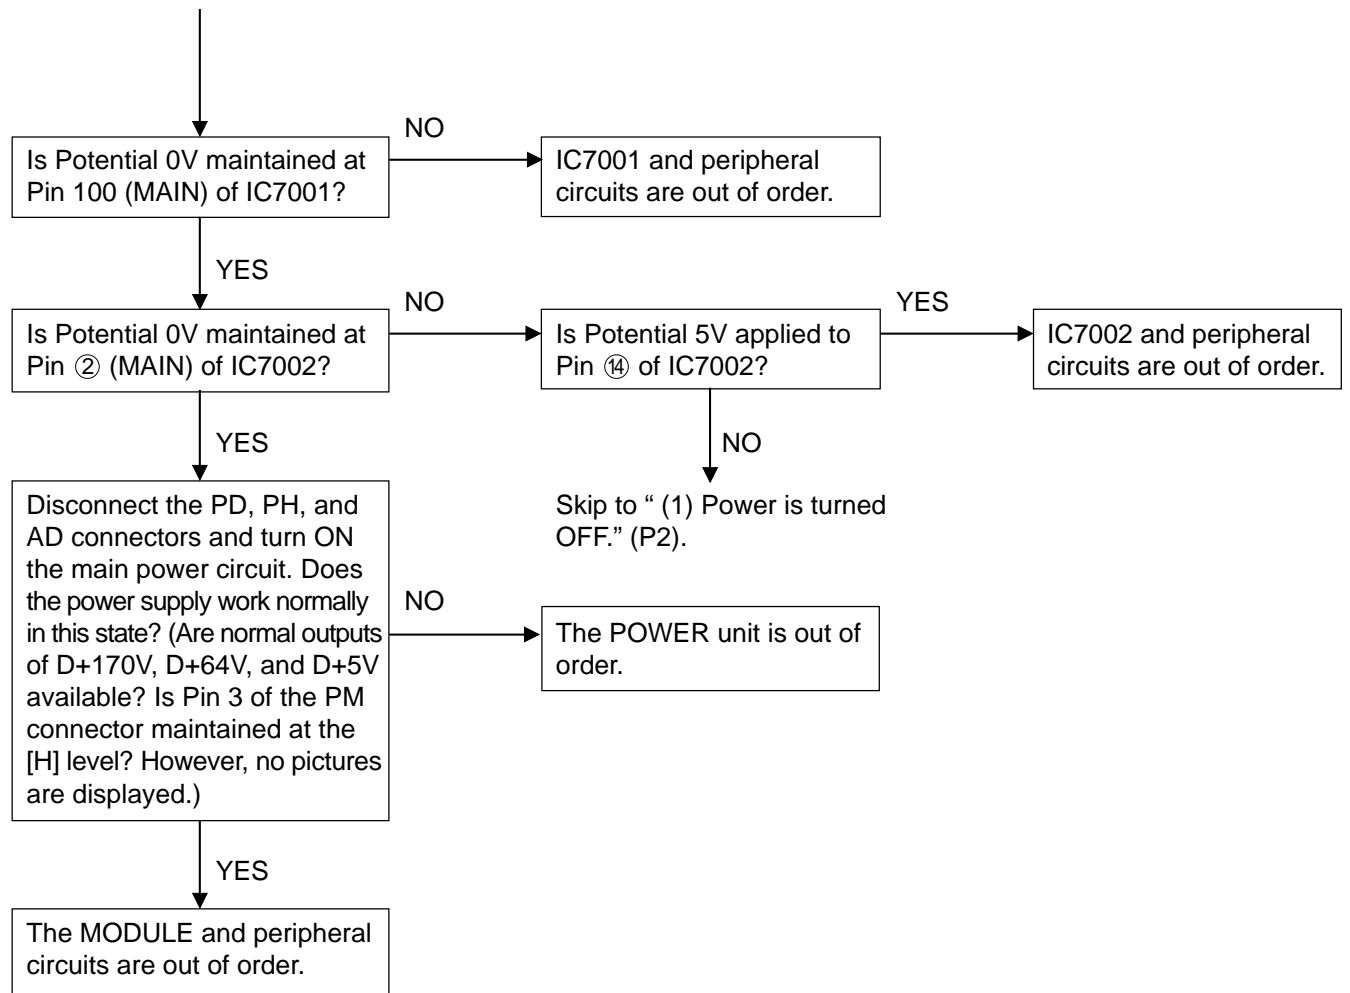 NO
Is Potential 0V maintained at
Pin 100 (MAIN) of IC7001?
IC7001 and peripheral
circuits are out of order.
YES
NO
YES
Is Potential 0V maintained at
Pin ② (MAIN) of IC7002?
Is Potential 5V applied to
Pin ⑭ of IC7002?
IC7002 and peripheral
circuits are out of order.
YES
NO
Disconnect the PD, PH, and
AD connectors and turn ON
the main power circuit. Does
the power supply work normally
in this state? (Are normal outputs
of D+170V, D+64V, and D+5V
available? Is Pin 3 of the PM
connector maintained at the
[H] level? However, no pictures
are displayed.)
Skip to “ (1) Power is turned
OFF.” (P2).
NO
The POWER unit is out of
order.
YES
The MODULE and peripheral
circuits are out of order.